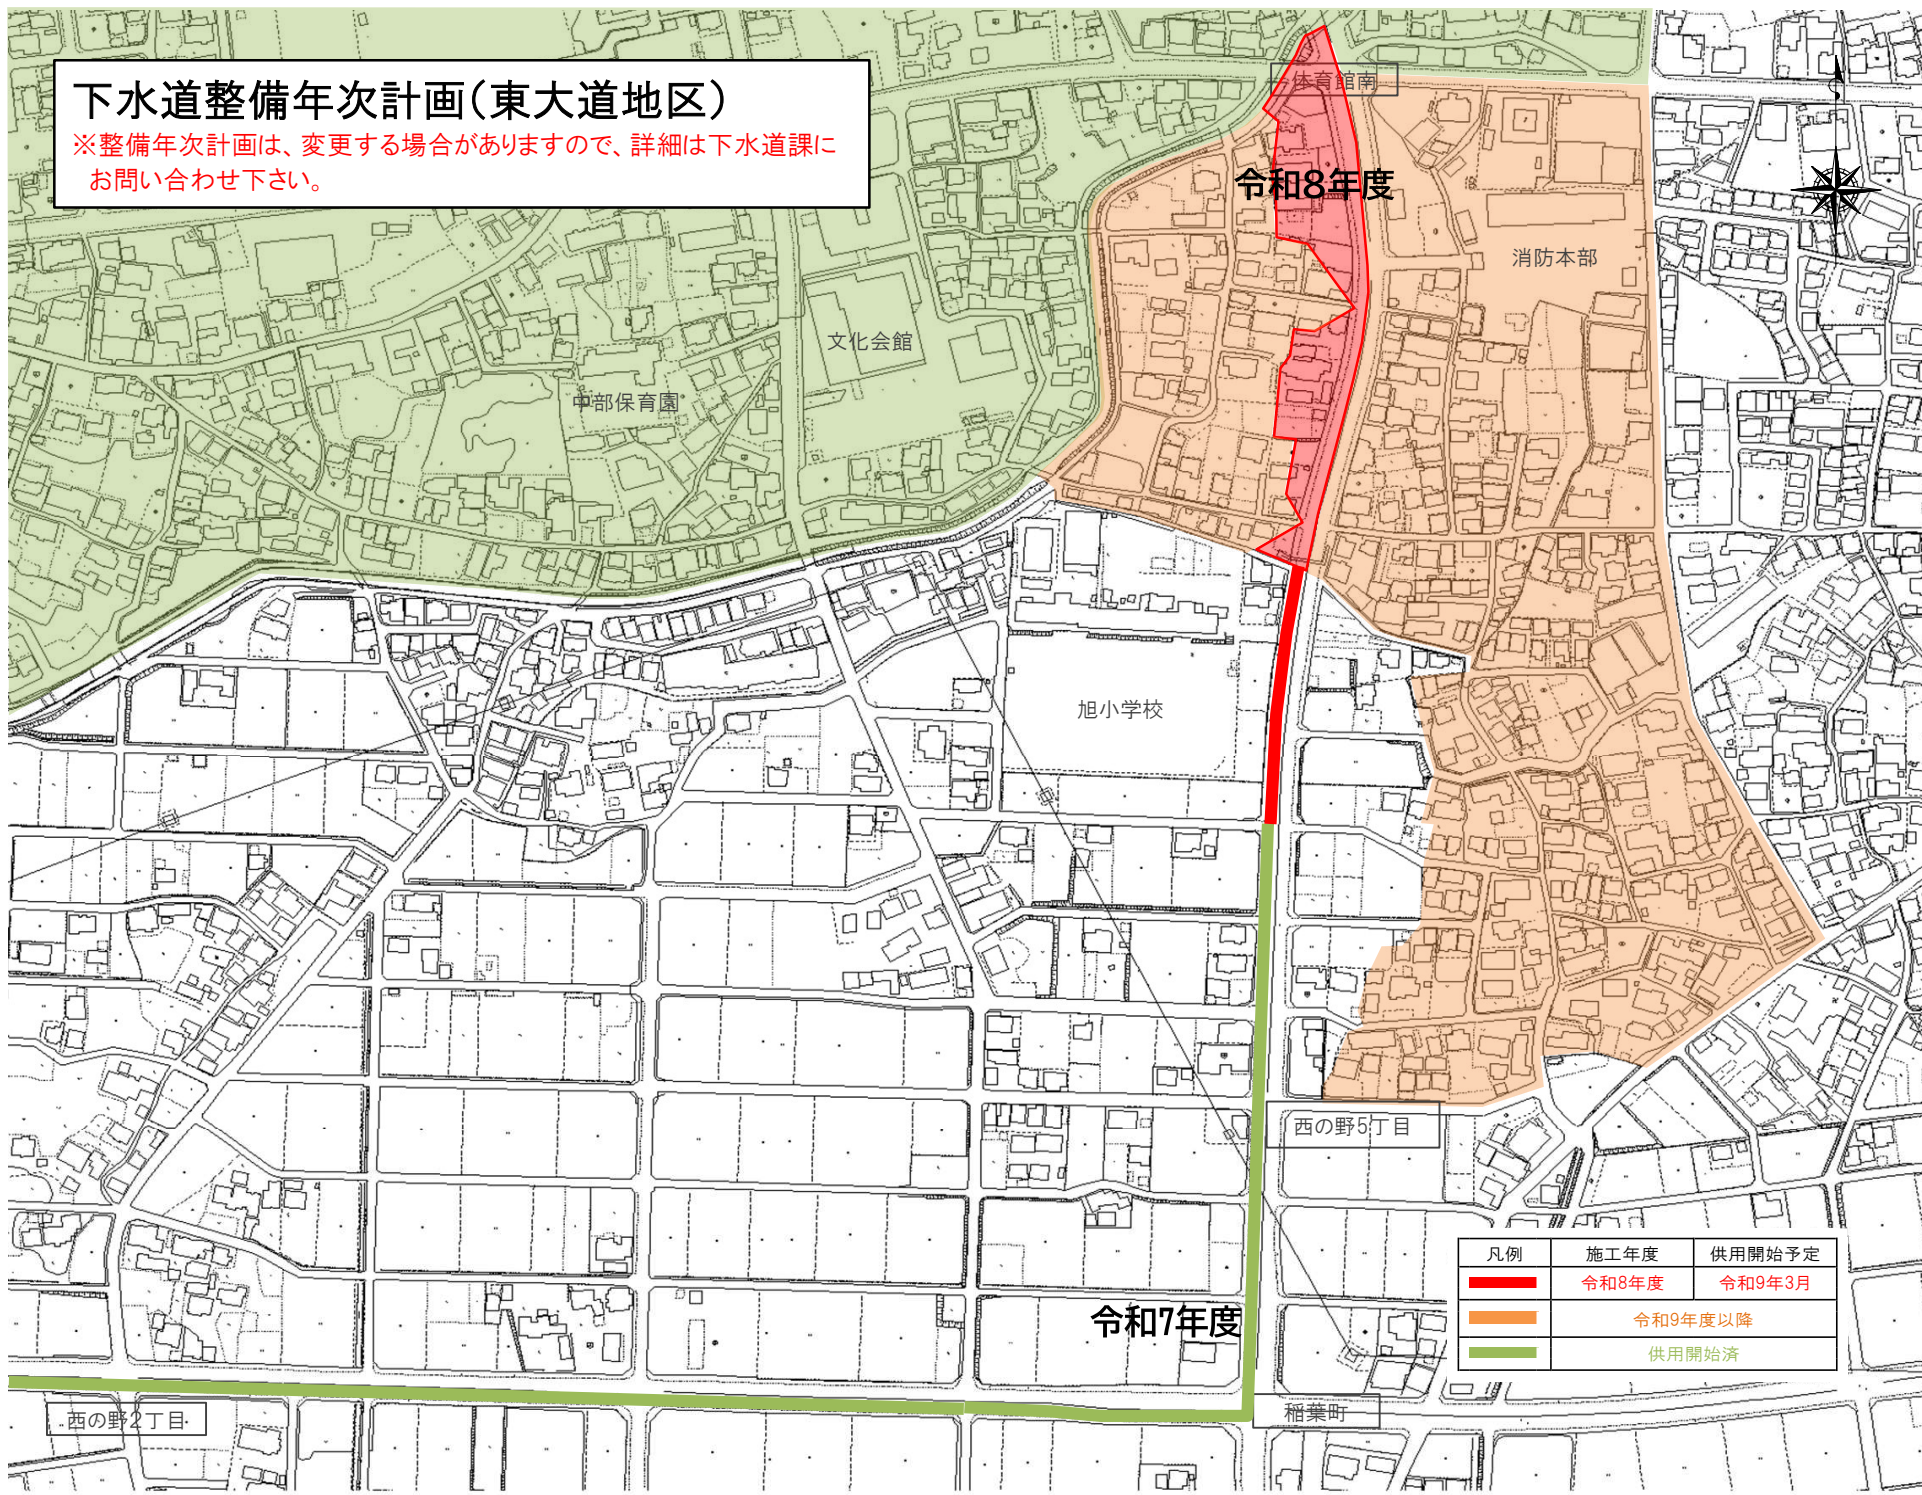 下水道整備年次計画（東大道地区）
※整備年次計画は、変更する場合がありますので、詳細は下水道課に
お問い合わせ下さい。
体育館南
令和8年度
消防本部
文化会館
中部保育園
旭小学校
西の野5丁目
令和7年度
西の野2丁目
稲葉町
凡例 施工年度 供用開始予定
令和8年度 令和9年3月
令和9年度以降
供用開始済